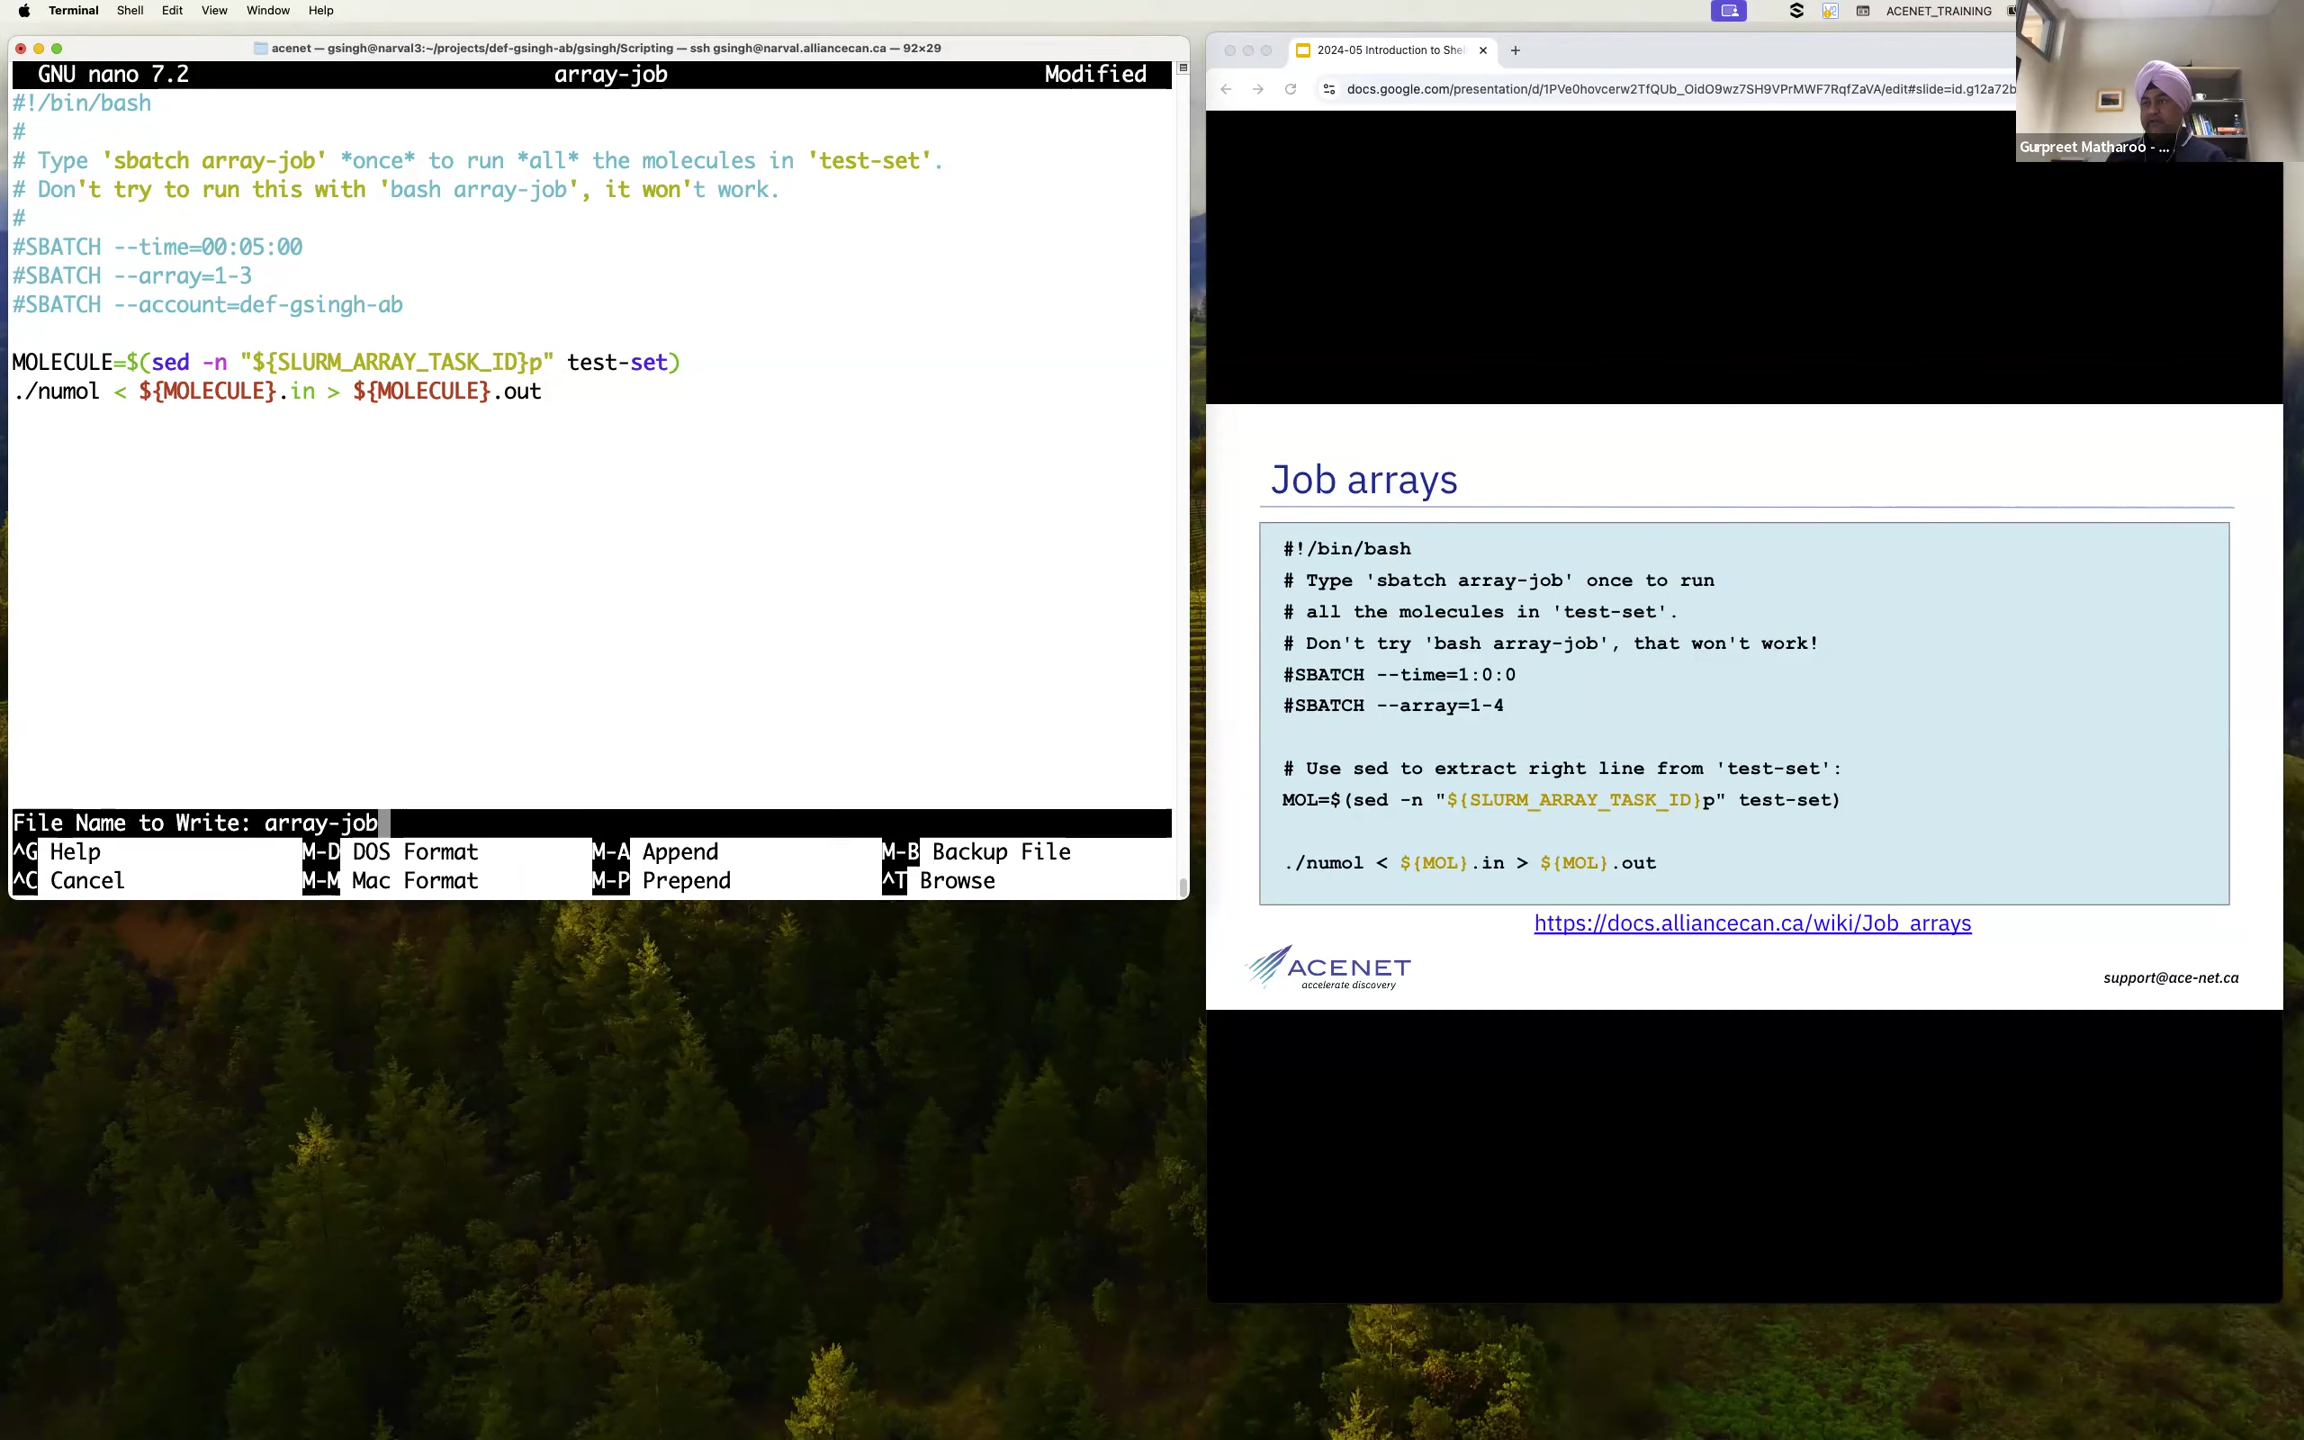 Terminal Shell Edit View Window Help
ACENET_TRAINING
acenet — gsingh@narval3:~/projects/def-gsingh-ab/gsingh/Scripting — ssh gsingh@narval.alliancecan.ca — 92×29
GNU nano 7.2 array-job Modified
#!/bin/bash
#
# Type 'sbatch array-job' *once* to run *all* the molecules in 'test-set'.
# Don't try to run this with 'bash array-job', it won't work.
#
#SBATCH --time=00:05:00
#SBATCH --array=1-3
#SBATCH --account=def-gsingh-ab
MOLECULE=$(sed -n "${SLURM_ARRAY_TASK_ID}p" test-set)
./numol < ${MOLECULE}.in > ${MOLECULE}.out
File Name to Write: array-job
^G Help M-D DOS Format M-A Append M-B Backup File
^C Cancel M-M Mac Format M-P Prepend ^T Browse
2024-05 Introduction to She
docs.google.com/presentation/d/1PVe0hovcerw2TfQUb_OidO9wz7SH9VPrMWF7RqfZaVA/edit#slide=id.g12a72b
Gurpreet Matharoo - ...
Job arrays
#!/bin/bash
# Type 'sbatch array-job' once to run
# all the molecules in 'test-set'.
# Don't try 'bash array-job', that won't work!
#SBATCH --time=1:0:0
#SBATCH --array=1-4
# Use sed to extract right line from 'test-set':
MOL=$(sed -n "${SLURM_ARRAY_TASK_ID}p" test-set)
./numol < ${MOL}.in > ${MOL}.out
https://docs.alliancecan.ca/wiki/Job_arrays
ACENET
accelerate discovery
support@ace-net.ca